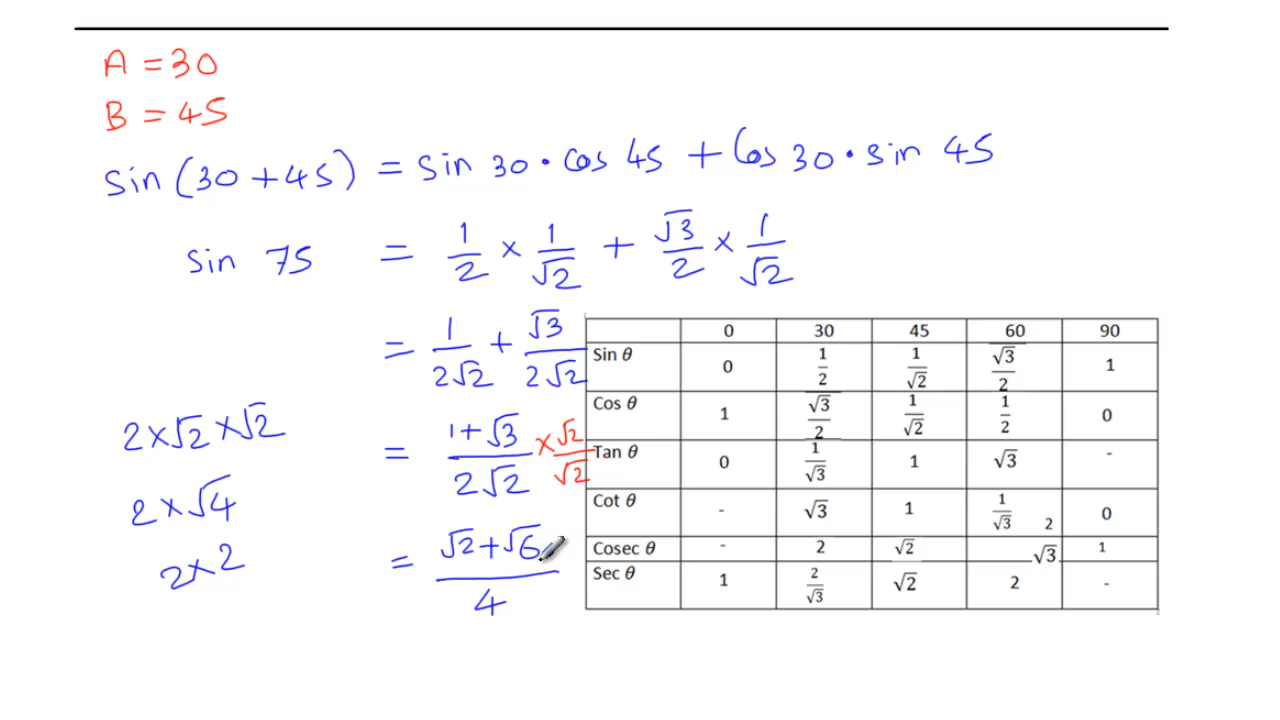 A = 30
B = 45
Sin (30 + 45) = Sin 30 · Cos 45 + Cos 30 · Sin 45
Sin 75 = 1/2 × 1/√2 + √3/2 × 1/√2
= 1/2√2 + √3/2√2
2×√2×√2 = 1+√3/2√2 × √2/√2
2×√4
2×2 = √2+√6/4
0 30 45 60 90
Sin θ 0 1/2 1/√2 √3/2 1
Cos θ 1 √3/2 1/√2 1/2 0
Tan θ 0 1/√3 1 √3 -
Cot θ - √3 1 1/√3 0
Cosec θ - 2 √2 2/√3 1
Sec θ 1 2/√3 √2 2 -